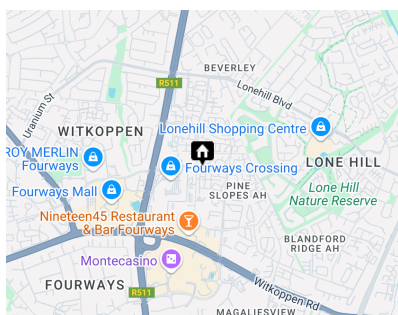 BEVERLEY
R511
Uranium St
Lonehill Blvd
WITKOPPEN
Lonehill Shopping Centre
ROY MERLIN
Fourways
Fourways Crossing
LONE HILL
Fourways Mall
PINE
SLOPES AH
Lone Hill
Nature Reserve
Nineteen45 Restaurant
& Bar Fourways
BLANDFORD
RIDGE AH
Montecasino
Witkoppen Rd
FOURWAYS
R511
MAGALIESSIEW